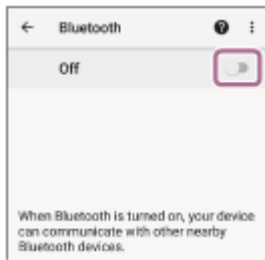 Bluetooth
Off
When Bluetooth is turned on, your device
can communicate with other nearby
Bluetooth devices.